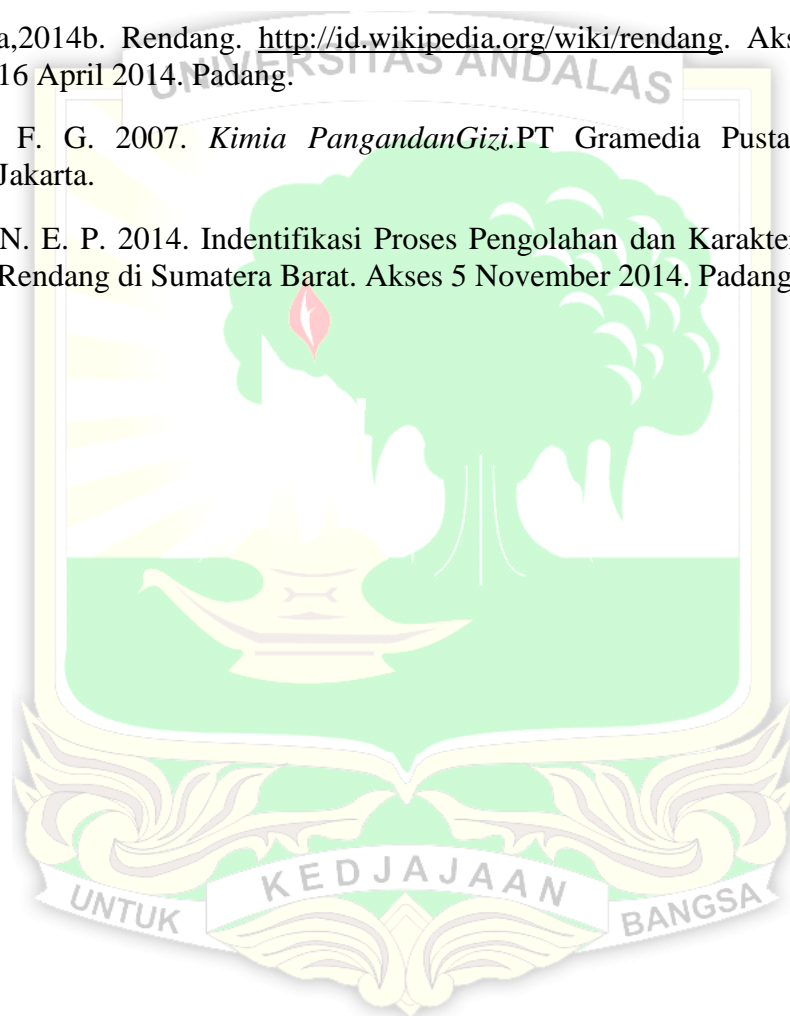 a,2014b. Rendang. http://id.wikipedia.org/wiki/rendang. Aks
16 April 2014. Padang.
UNIVERSITAS ANDALAS
F. G. 2007. Kimia PangandanGizi.PT Gramedia Pusta
Jakarta.
N. E. P. 2014. Indentifikasi Proses Pengolahan dan Karakte
Rendang di Sumatera Barat. Akses 5 November 2014. Padang
UNTUK KEDJAJAAN BANGSA